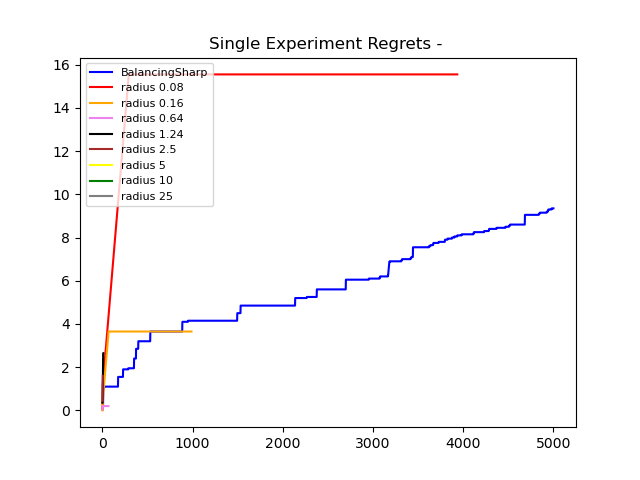 Single Experiment Regrets -
16
14
12
10
8
6
4
2
0
BalancingSharp
radius 0.08
radius 0.16
radius 0.64
radius 1.24
radius 2.5
radius 5
radius 10
radius 25
0 1000 2000 3000 4000 5000